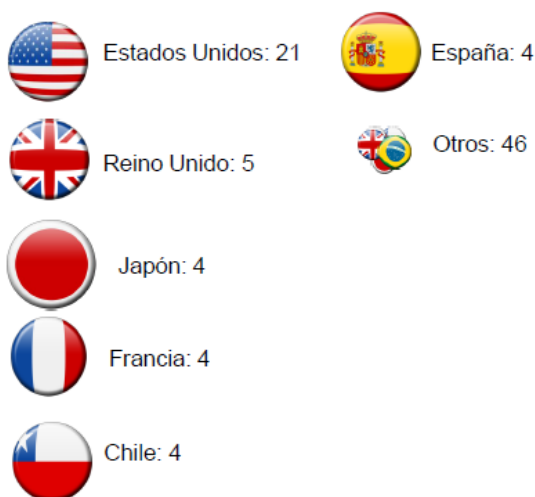 Estados Unidos: 21
España: 4
Reino Unido: 5
Otros: 46
Japón: 4
Francia: 4
Chile: 4